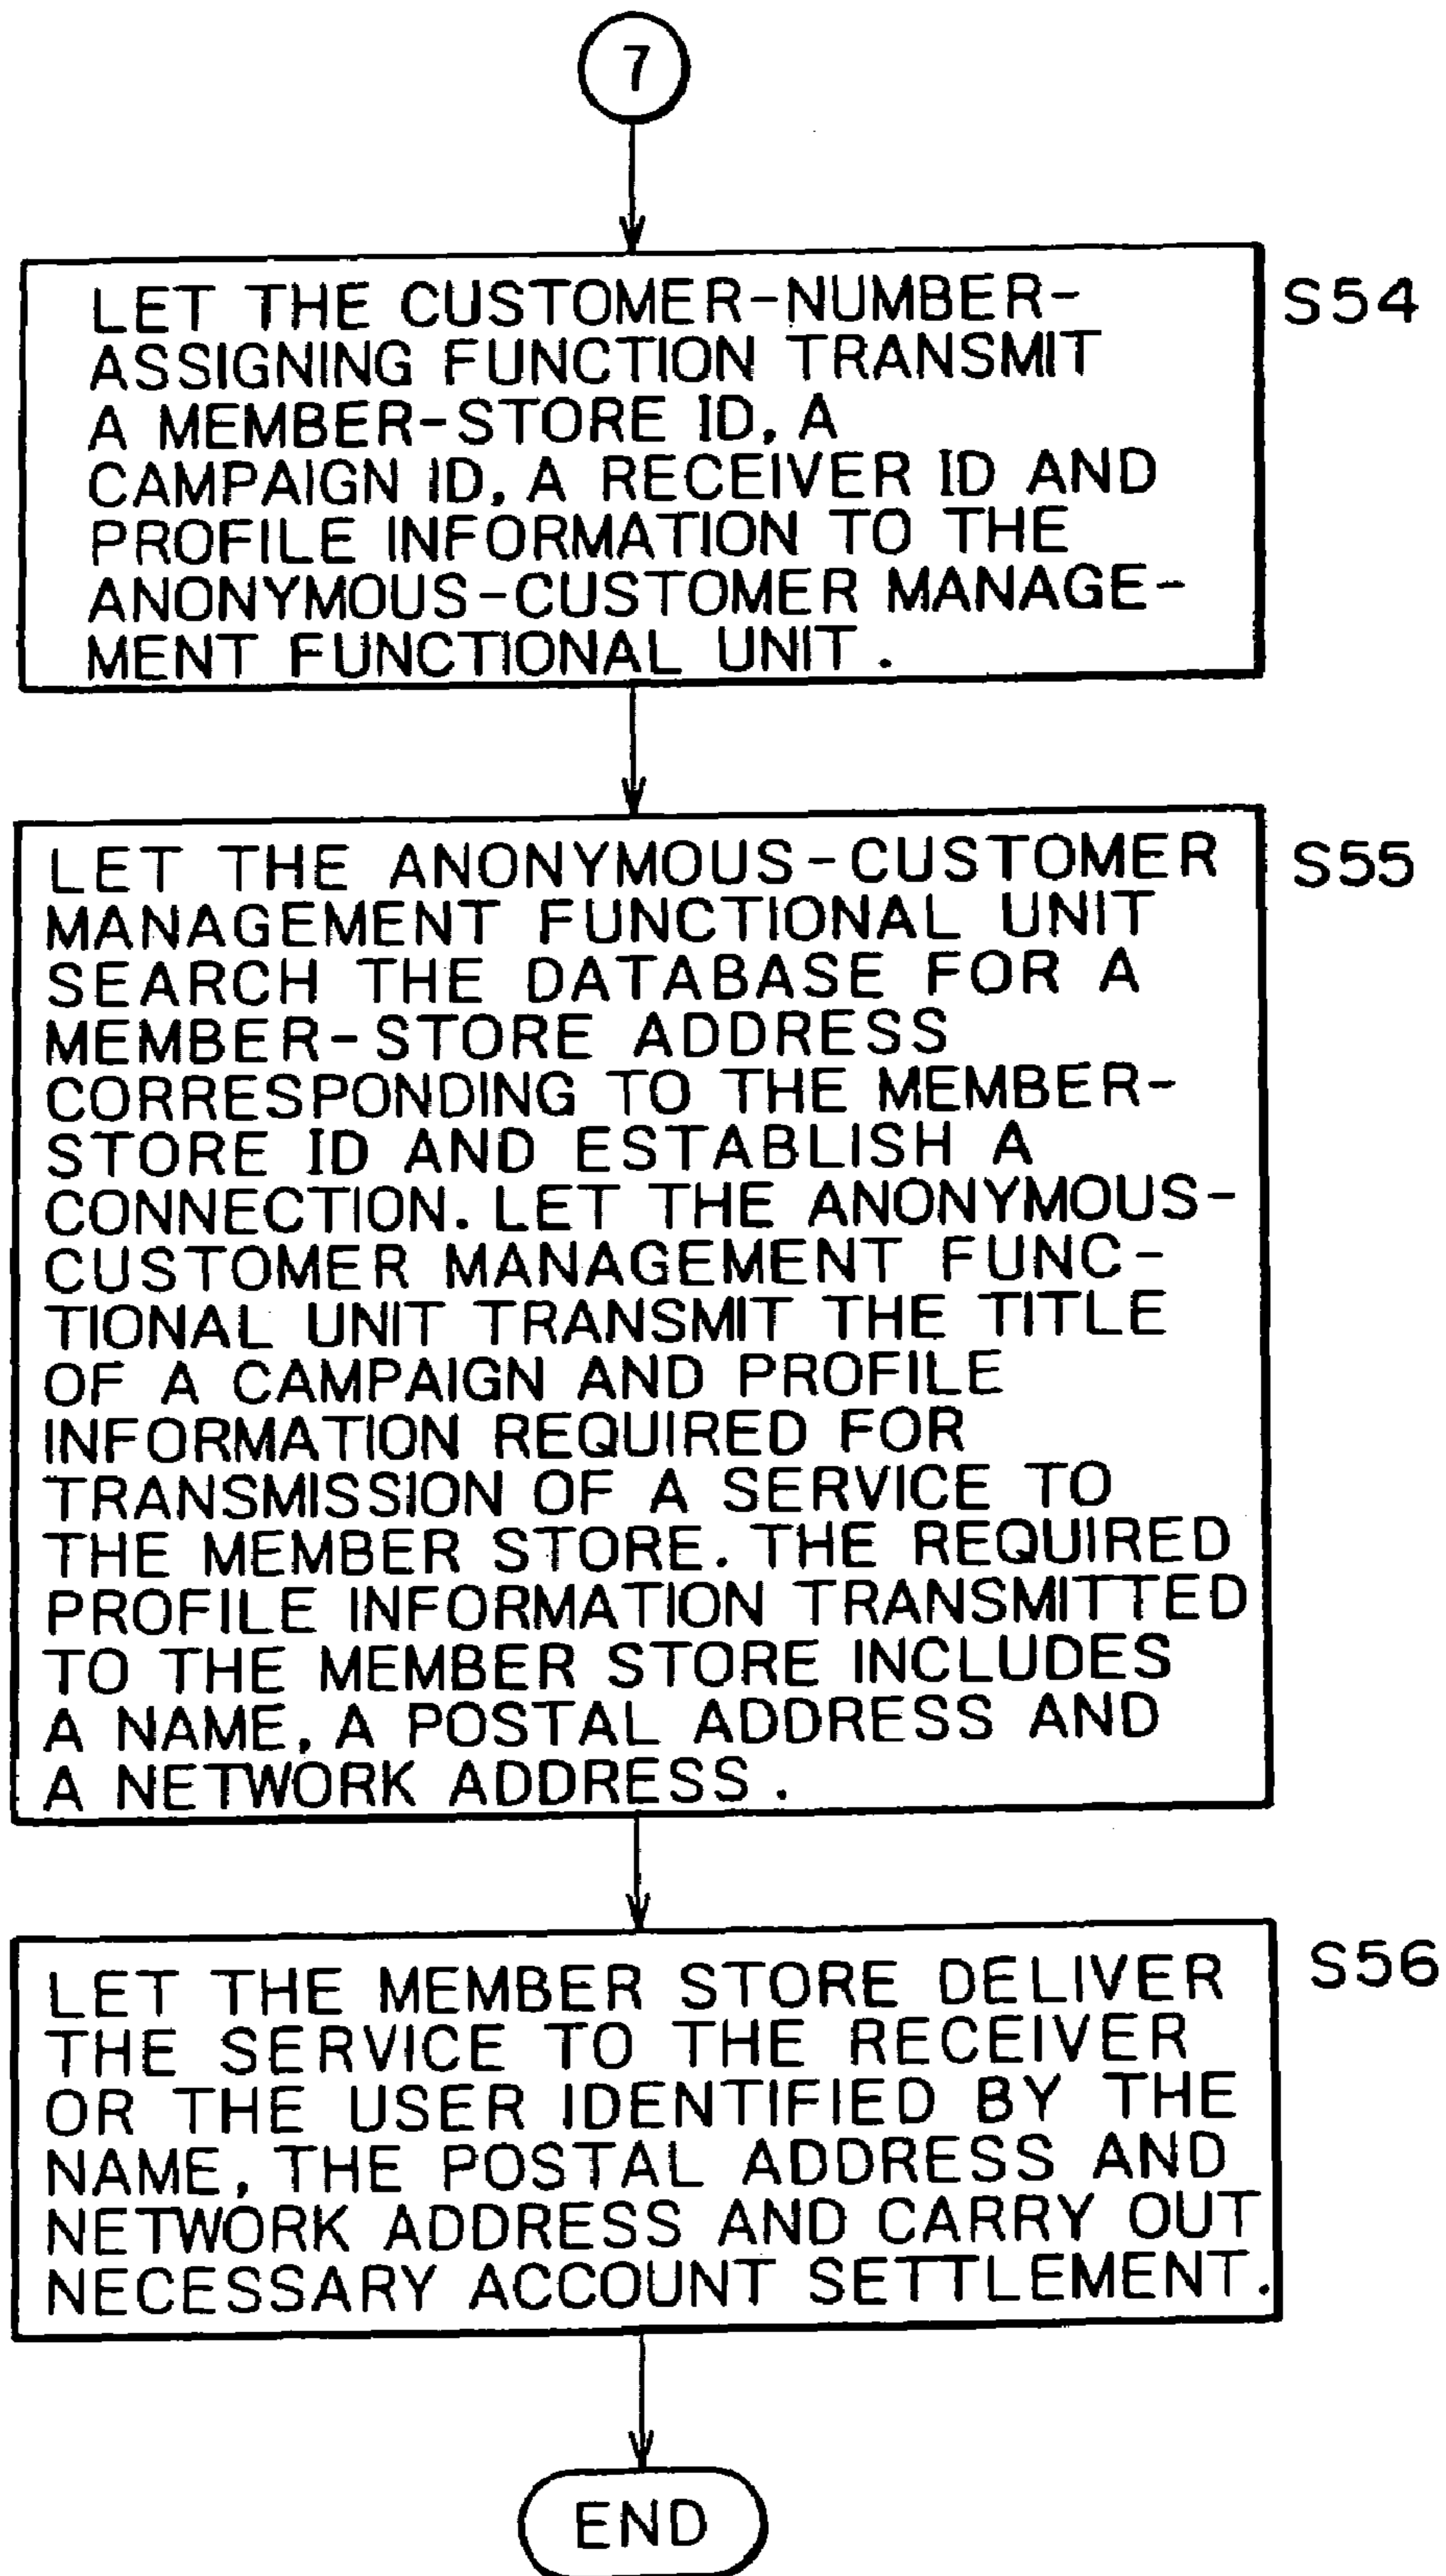 7
LET THE CUSTOMER-NUMBER-
ASSIGNING FUNCTION TRANSMIT
A MEMBER-STORE ID, A
CAMPAIGN ID, A RECEIVER ID AND
PROFILE INFORMATION TO THE
ANONYMOUS-CUSTOMER MANAGE-
MENT FUNCTIONAL UNIT.
S54
LET THE ANONYMOUS-CUSTOMER
MANAGEMENT FUNCTIONAL UNIT
SEARCH THE DATABASE FOR A
MEMBER-STORE ADDRESS
CORRESPONDING TO THE MEMBER-
STORE ID AND ESTABLISH A
CONNECTION. LET THE ANONYMOUS-
CUSTOMER MANAGEMENT FUNC-
TIONAL UNIT TRANSMIT THE TITLE
OF A CAMPAIGN AND PROFILE
INFORMATION REQUIRED FOR
TRANSMISSION OF A SERVICE TO
THE MEMBER STORE. THE REQUIRED
PROFILE INFORMATION TRANSMITTED
TO THE MEMBER STORE INCLUDES
A NAME, A POSTAL ADDRESS AND
A NETWORK ADDRESS.
S55
LET THE MEMBER STORE DELIVER
THE SERVICE TO THE RECEIVER
OR THE USER IDENTIFIED BY THE
NAME, THE POSTAL ADDRESS AND
NETWORK ADDRESS AND CARRY OUT
NECESSARY ACCOUNT SETTLEMENT.
S56
END